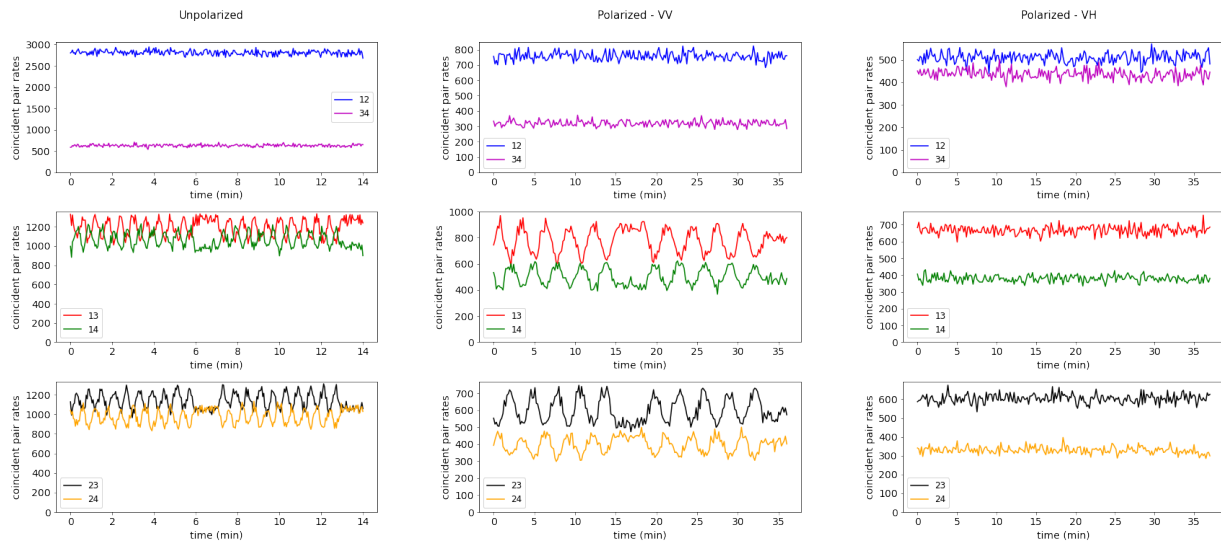 Unpolarized
Polarized - VV
Polarized - VH
coincident pair rates
3000
2500
2000
1500
1000
500
0
12
34
0 2 4 6 8 10 12 14
time (min)
coincident pair rates
800
700
600
500
400
300
200
100
0
12
34
0 5 10 15 20 25 30 35
time (min)
coincident pair rates
500
400
300
200
100
0
12
34
0 5 10 15 20 25 30 35
time (min)
coincident pair rates
1200
1000
800
600
400
200
0
13
14
0 2 4 6 8 10 12 14
time (min)
coincident pair rates
1000
800
600
400
200
0
13
14
0 5 10 15 20 25 30 35
time (min)
coincident pair rates
700
600
500
400
300
200
100
0
13
14
0 5 10 15 20 25 30 35
time (min)
coincident pair rates
1200
1000
800
600
400
200
0
23
24
0 2 4 6 8 10 12 14
time (min)
coincident pair rates
700
600
500
400
300
200
100
0
23
24
0 5 10 15 20 25 30 35
time (min)
coincident pair rates
600
500
400
300
200
100
0
23
24
0 5 10 15 20 25 30 35
time (min)